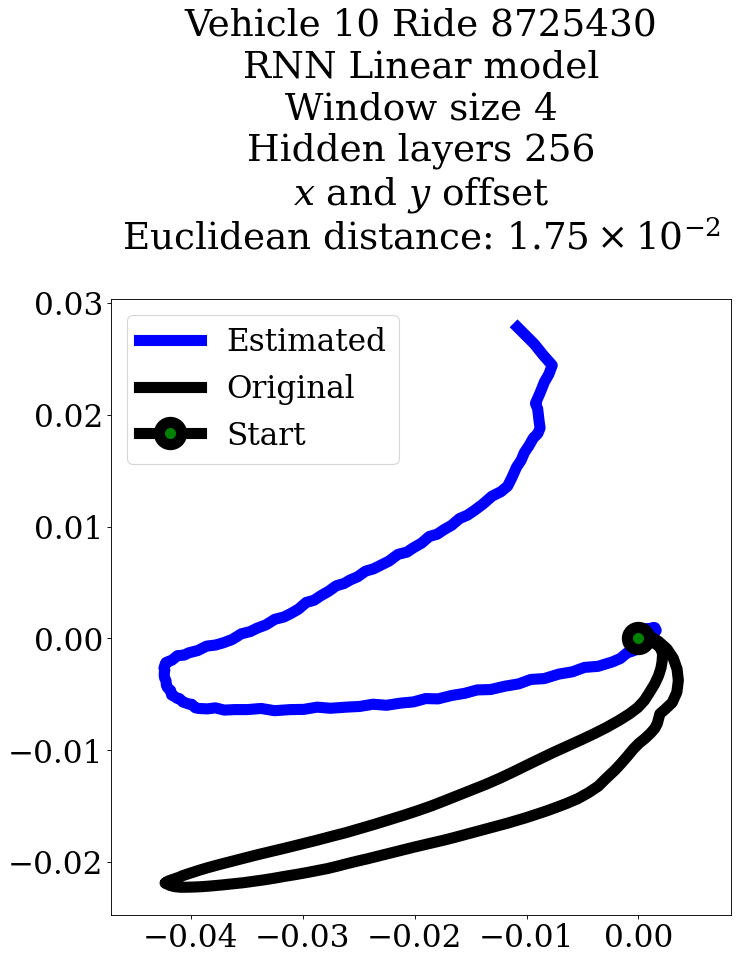 Vehicle 10 Ride 8725430
RNN Linear model
Window size 4
Hidden layers 256
x and y offset
Euclidean distance: 1.75 × 10⁻²
0.03
0.02
0.01
0.00
−0.01
−0.02
Estimated
Original
Start
−0.04 −0.03 −0.02 −0.01 0.00